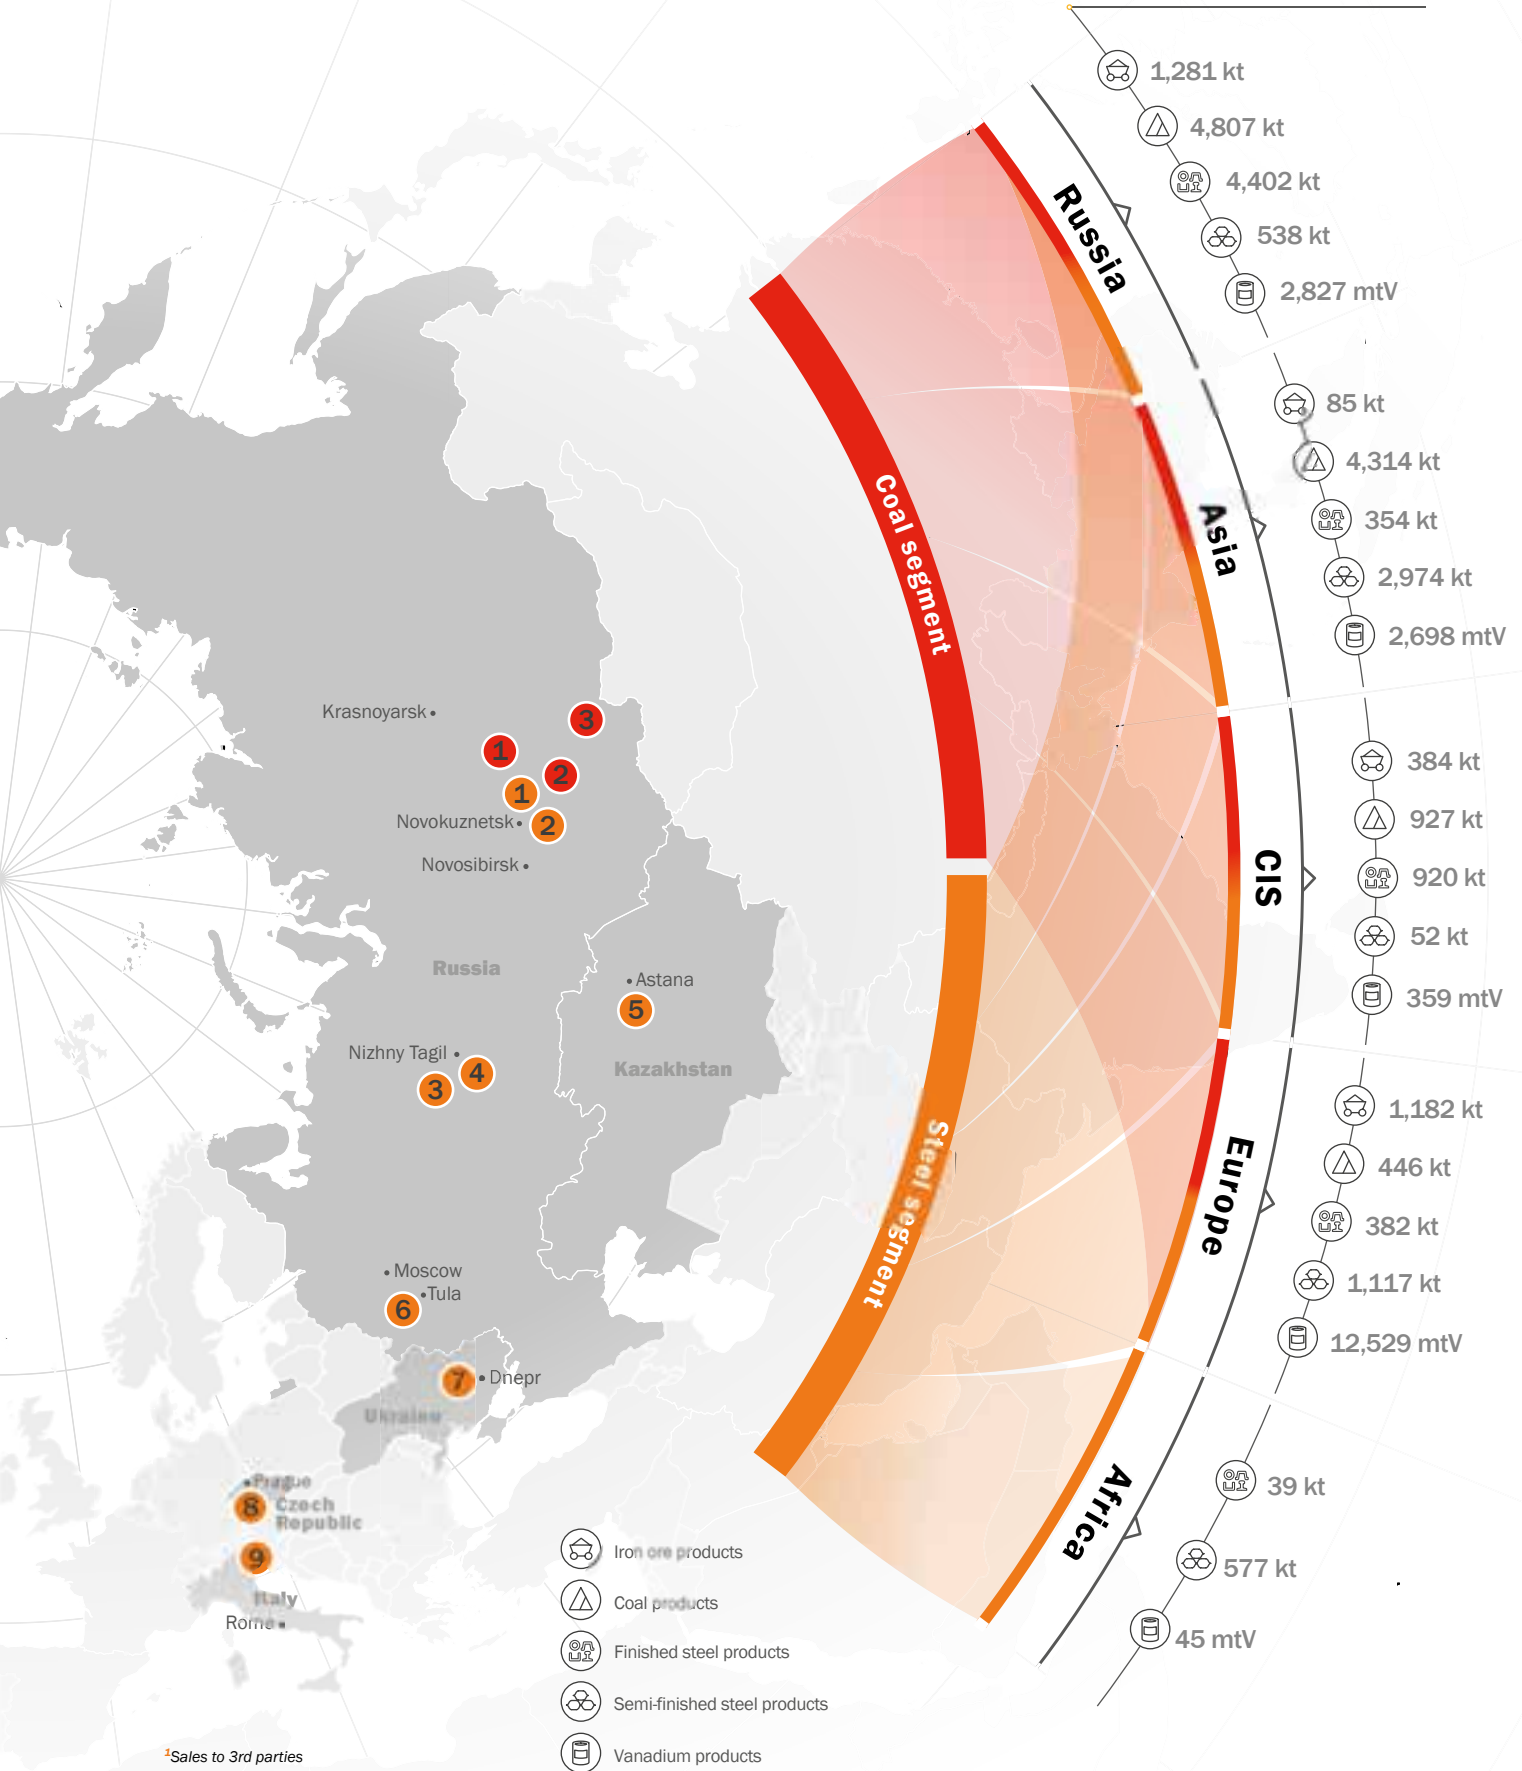 1,281 kt
4,807 kt
4,402 kt
538 kt
2,827 mtV
Russia
85 kt
4,314 kt
354 kt
2,974 kt
2,698 mtV
Asia
384 kt
927 kt
920 kt
52 kt
359 mtV
CIS
1,182 kt
446 kt
382 kt
1,117 kt
12,529 mtV
Europe
39 kt
577 kt
45 mtV
Africa
Coal segment
Steel segment
Krasnoyarsk
3
1
2
1
Novokuznetsk
2
Novosibirsk
Russia
Astana
5
Kazakhstan
Nizhny Tagil
4
3
Moscow
Tula
6
7
Dnepr
Ukraine
Prague
8
Czech
Republic
9
Italy
Rome
Iron ore products
Coal products
Finished steel products
Semi-finished steel products
Vanadium products
1Sales to 3rd parties